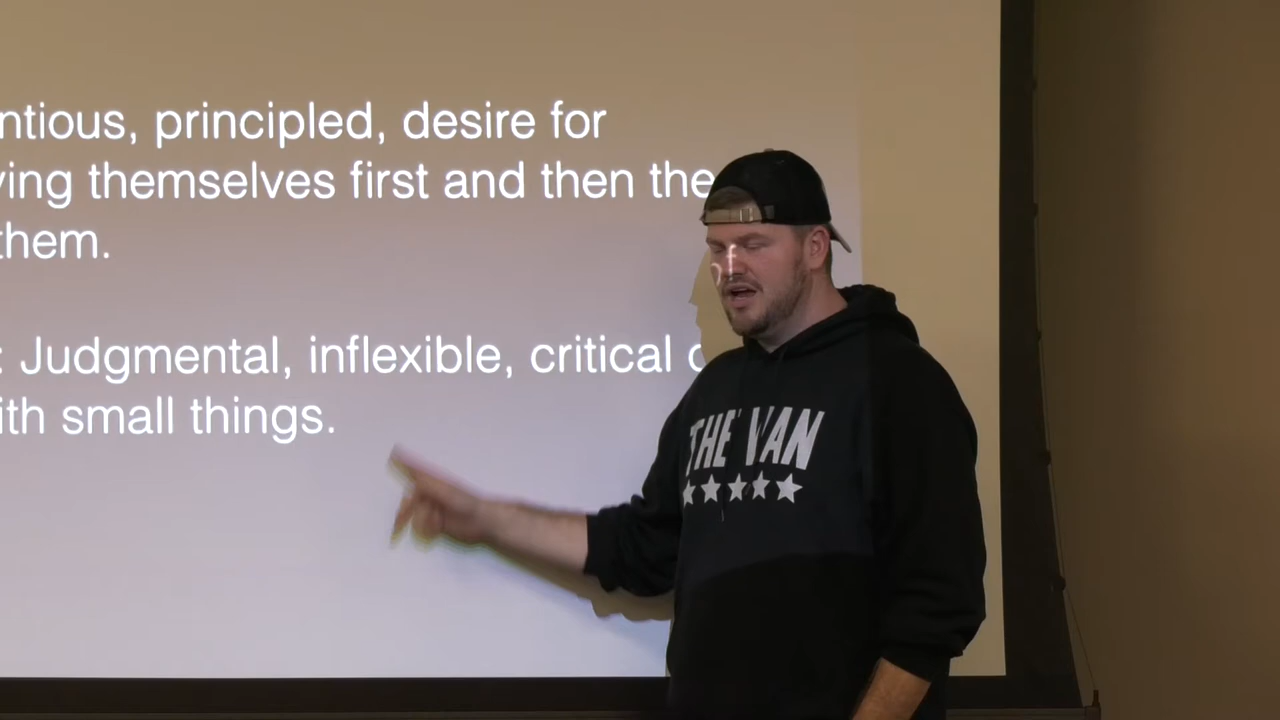 ntious, principled, desire for
ving themselves first and then the
them.
: Judgmental, inflexible, critical
ith small things.
THE VAN